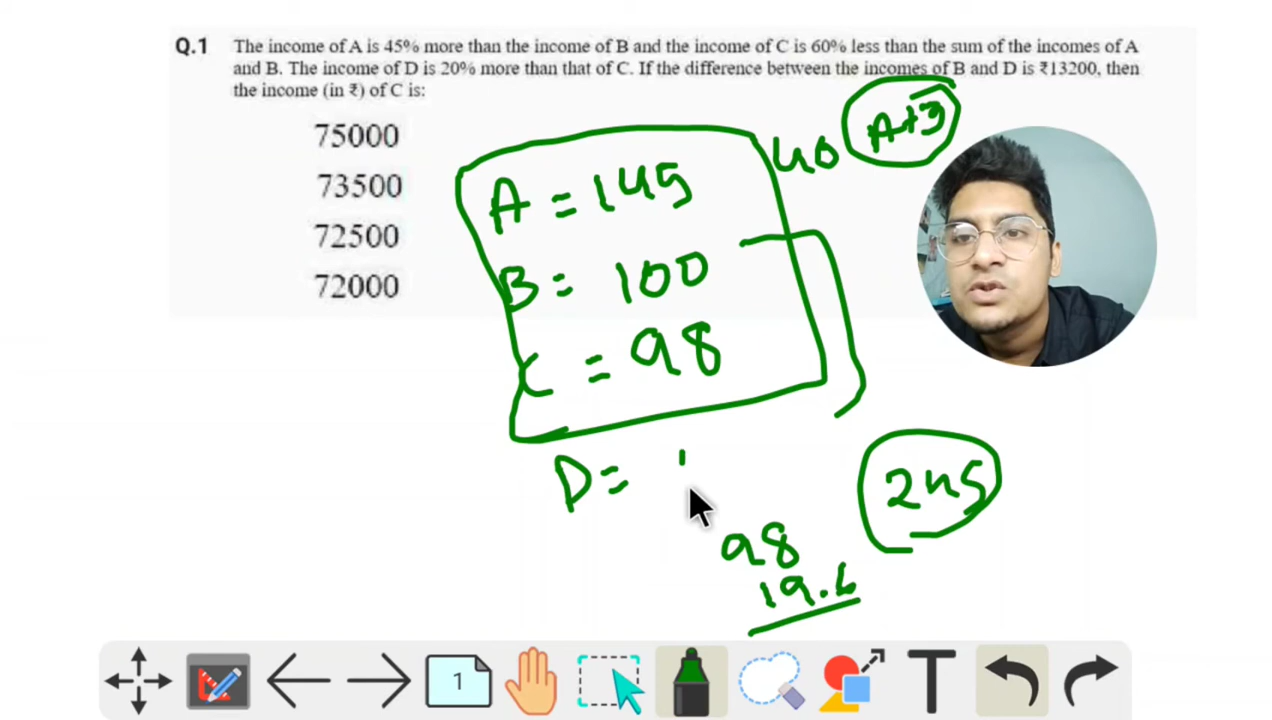 Q.1 The income of A is 45% more than the income of B and the income of C is 60% less than the sum of the incomes of A
and B. The income of D is 20% more than that of C. If the difference between the incomes of B and D is ₹13200, then
the income (in ₹) of C is:
75000
73500
72500
72000
40 A+B
A = 145
B = 100
C = 98
D = 1
245
98
19.6
1
T